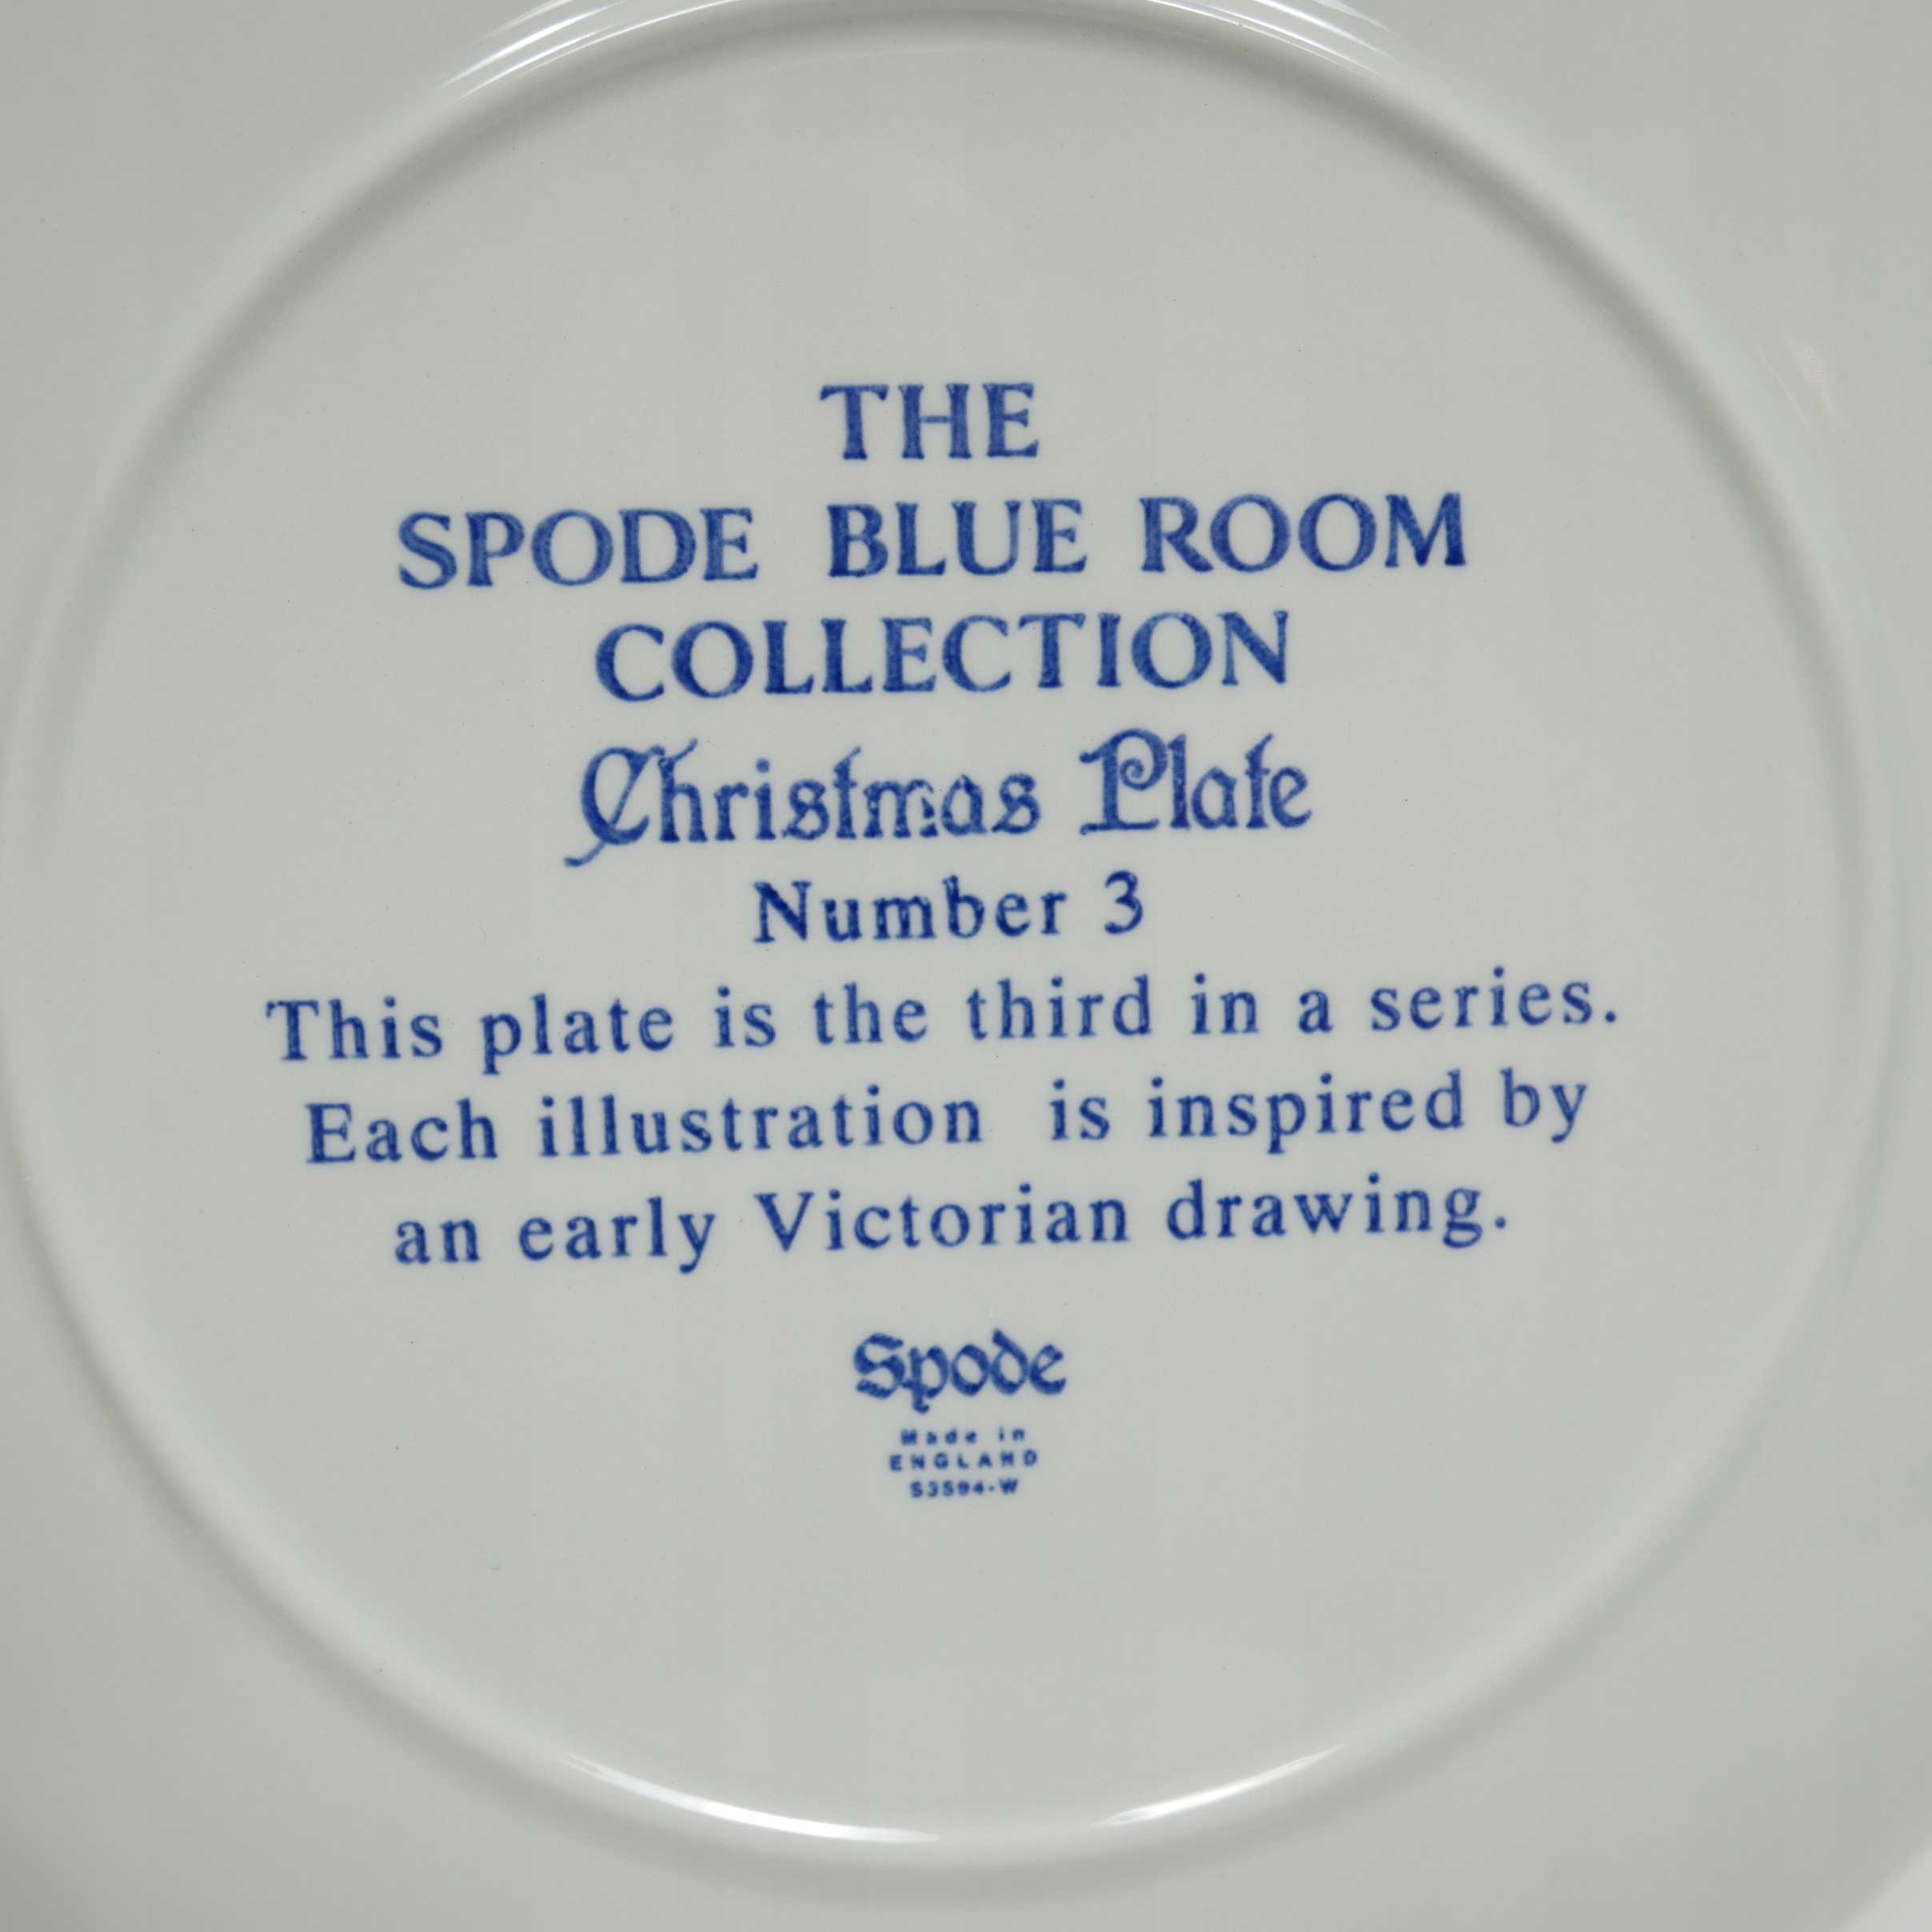 THE
SPODE BLUE ROOM
COLLECTION
Christmas Plate
Number 3
This plate is the third in a series.
Each illustration is inspired by
an early Victorian drawing.
Spode
Made in
ENGLAND
S3594-W